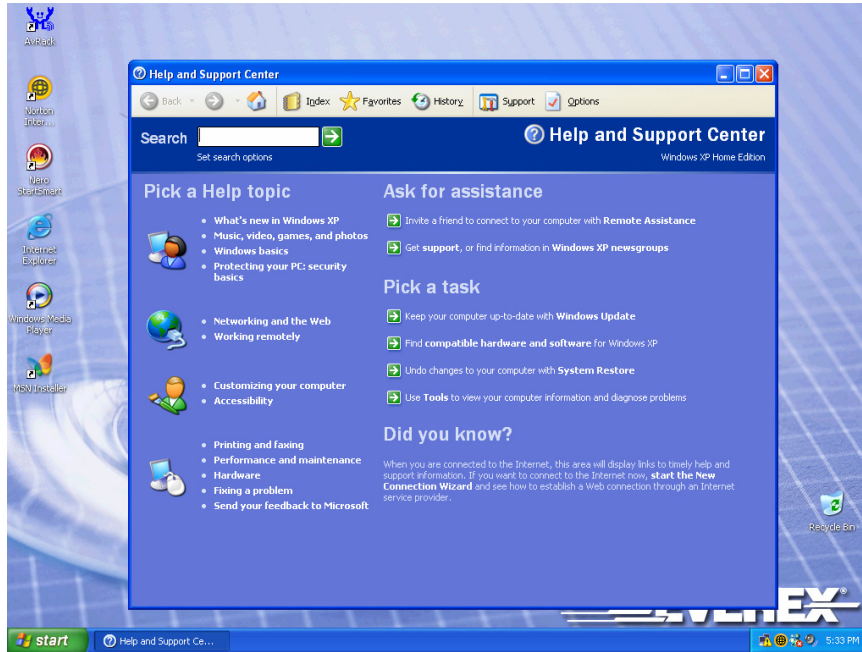 AvRack
Norton
Inter...
Nero
StartSmart
Internet
Explorer
Windows Media
Player
MSN Installer
Help and Support Center
Back
Index
Favorites
History
Support
Options
Search
Set search options
Help and Support Center
Windows XP Home Edition
Pick a Help topic
What's new in Windows XP
Music, video, games, and photos
Windows basics
Protecting your PC: security
basics
Networking and the Web
Working remotely
Customizing your computer
Accessibility
Printing and faxing
Performance and maintenance
Hardware
Fixing a problem
Send your feedback to Microsoft
Ask for assistance
Invite a friend to connect to your computer with Remote Assistance
Get support, or find information in Windows XP newsgroups
Pick a task
Keep your computer up-to-date with Windows Update
Find compatible hardware and software for Windows XP
Undo changes to your computer with System Restore
Use Tools to view your computer information and diagnose problems
Did you know?
When you are connected to the Internet, this area will display links to timely help and
support information. If you want to connect to the Internet now, start the New
Connection Wizard and see how to establish a Web connection through an Internet
service provider.
Recycle Bin
start
Help and Support Ce...
5:33 PM